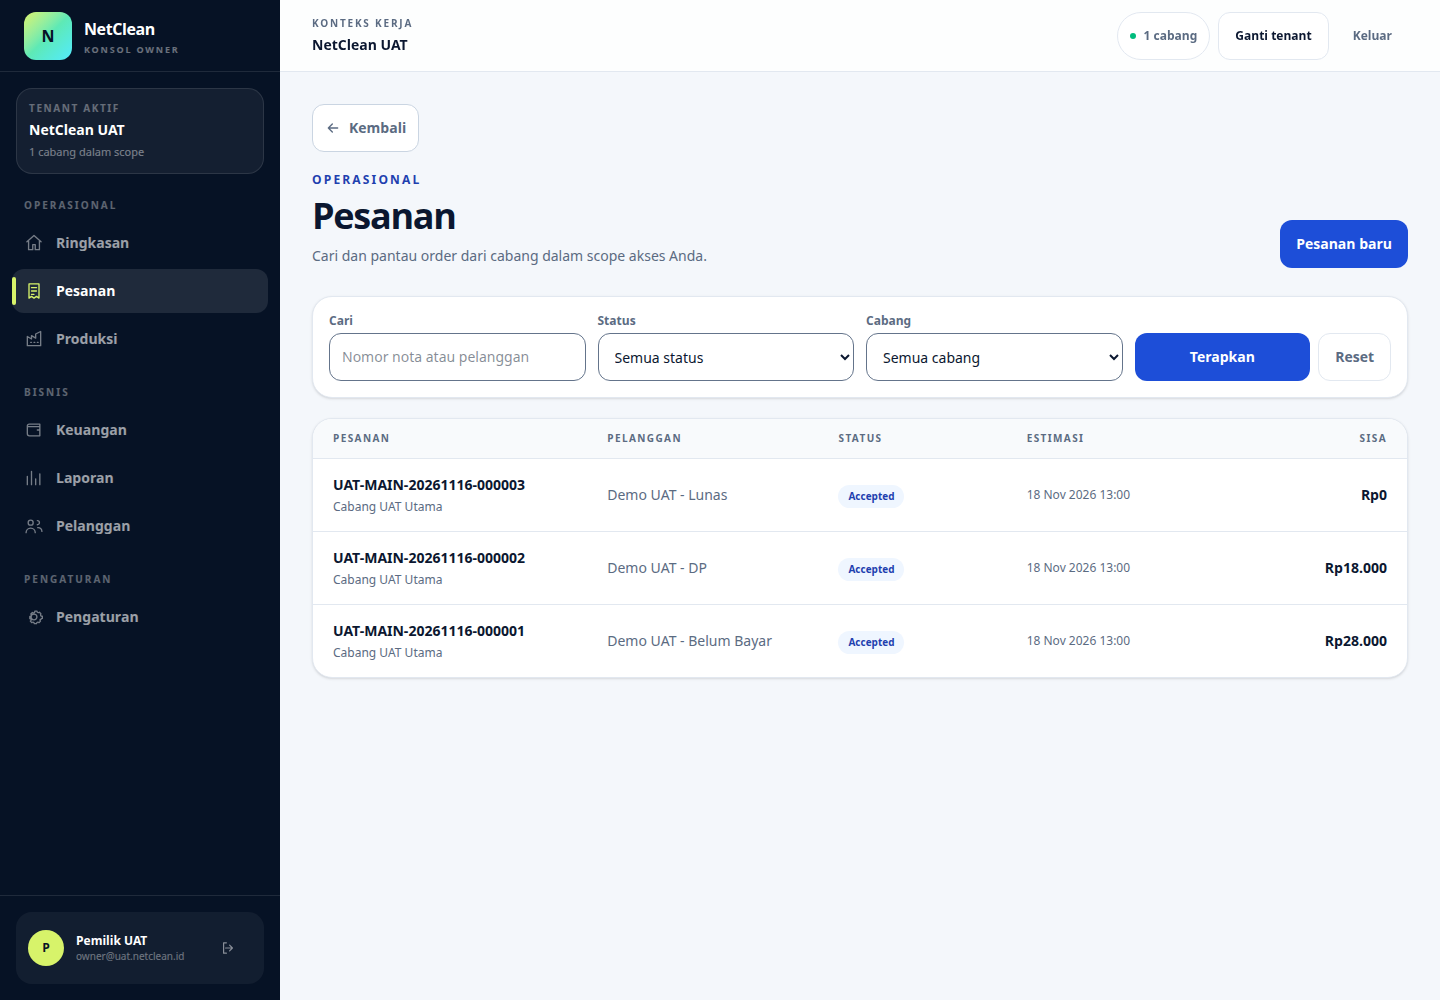 N
NetClean
KONSOL OWNER
TENANT AKTIF
NetClean UAT
1 cabang dalam scope
OPERASIONAL
Ringkasan
Pesanan
Produksi
BISNIS
Keuangan
Laporan
Pelanggan
PENGATURAN
Pengaturan
P
Pemilik UAT
owner@uat.netclean.id
KONTEKS KERJA
NetClean UAT
1 cabang
Ganti tenant
Keluar
Kembali
OPERASIONAL
Pesanan
Cari dan pantau order dari cabang dalam scope akses Anda.
Pesanan baru
Cari
Status
Cabang
Nomor nota atau pelanggan
Semua status
Semua cabang
Terapkan
Reset
PESANAN
PELANGGAN
STATUS
ESTIMASI
SISA
UAT-MAIN-20261116-000003
Cabang UAT Utama
Demo UAT - Lunas
Accepted
18 Nov 2026 13:00
Rp0
UAT-MAIN-20261116-000002
Cabang UAT Utama
Demo UAT - DP
Accepted
18 Nov 2026 13:00
Rp18.000
UAT-MAIN-20261116-000001
Cabang UAT Utama
Demo UAT - Belum Bayar
Accepted
18 Nov 2026 13:00
Rp28.000